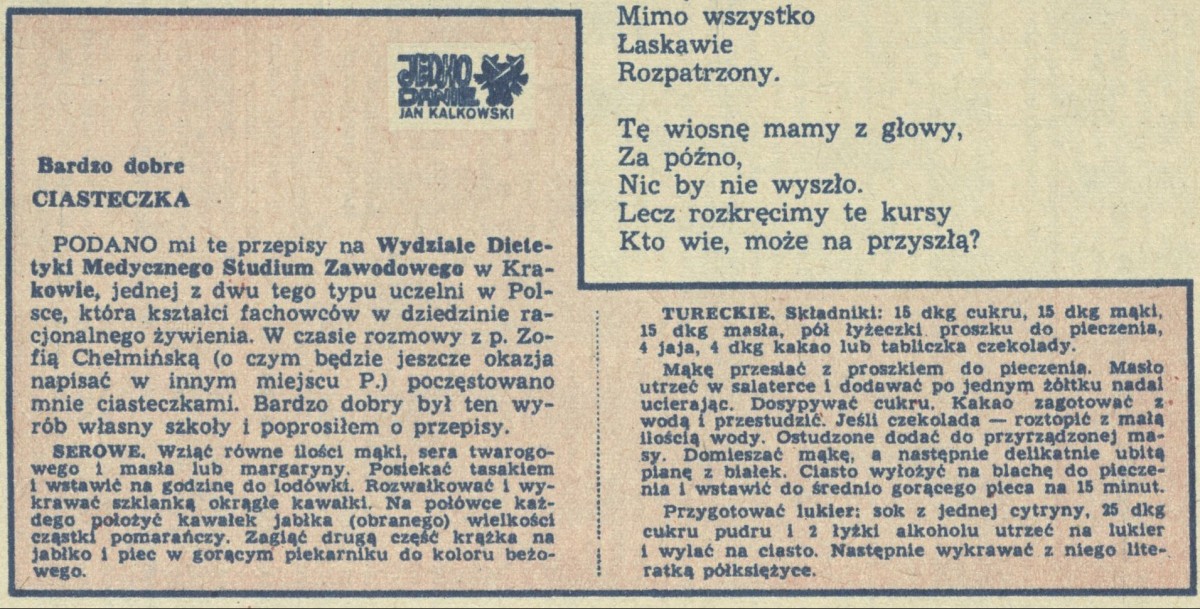 JEDNO
DANIE
JAN KALKOWSKI
Bardzo dobre
CIASTECZKA
PODANO mi te przepisy na Wydziale Diete-
tyki Medycznego Studium Zawodowego w Kra-
kowie, jednej z dwu tego typu uczelni w Pol-
sce, która kształci fachowców w dziedzinie ra-
cjonalnego żywienia. W czasie rozmowy z p. Zo-
fią Chełmińską (o czym będzie jeszcze okazja
napisać w innym miejscu P.) poczęstowano
mnie ciasteczkami. Bardzo dobry był ten wy-
rób własny szkoły i poprosiłem o przepisy.
SEROWE. Wziąć równe ilości mąki, sera twarogo-
wego i masła lub margaryny. Posiekać tasakiem
i wstawić na godzinę do lodówki. Rozwałkować i wy-
krawać szklanką okrągłe kawałki. Na połówce każ-
dego położyć kawałek jabłka (obranego) wielkości
cząstki pomarańczy. Zagiąć drugą część krążka na
jabłko i piec w gorącym piekarniku do koloru beżo-
wego.
Mimo wszystko
Łaskawie
Rozpatrzony.
Tę wiosnę mamy z głowy,
Za późno,
Nic by nie wyszło.
Lecz rozkręcimy te kursy
Kto wie, może na przyszłą?
TURECKIE. Składniki: 15 dkg cukru, 15 dkg mąki,
15 dkg masła, pół łyżeczki proszku do pieczenia,
4 jaja, 4 dkg kakao lub tabliczka czekolady.
Mąkę przesiać z proszkiem do pieczenia. Masło
utrzeć w salaterce i dodawać po jednym żółtku nadal
ucierając. Dosypywać cukru. Kakao zagotować z
wodą i przestudzić. Jeśli czekolada — roztopić z małą
ilością wody. Ostudzone dodać do przyrządzonej ma-
sy. Domieszać mąkę, a następnie delikatnie ubitą
pianę z białek. Ciasto wyłożyć na blachę do piecze-
nia i wstawić do średnio gorącego pieca na 15 minut.
Przygotować lukier: sok z jednej cytryny, 25 dkg
cukru pudru i 2 łyżki alkoholu utrzeć na lukier
i wylać na ciasto. Następnie wykrawać z niego lite-
ratką półksiężyce.